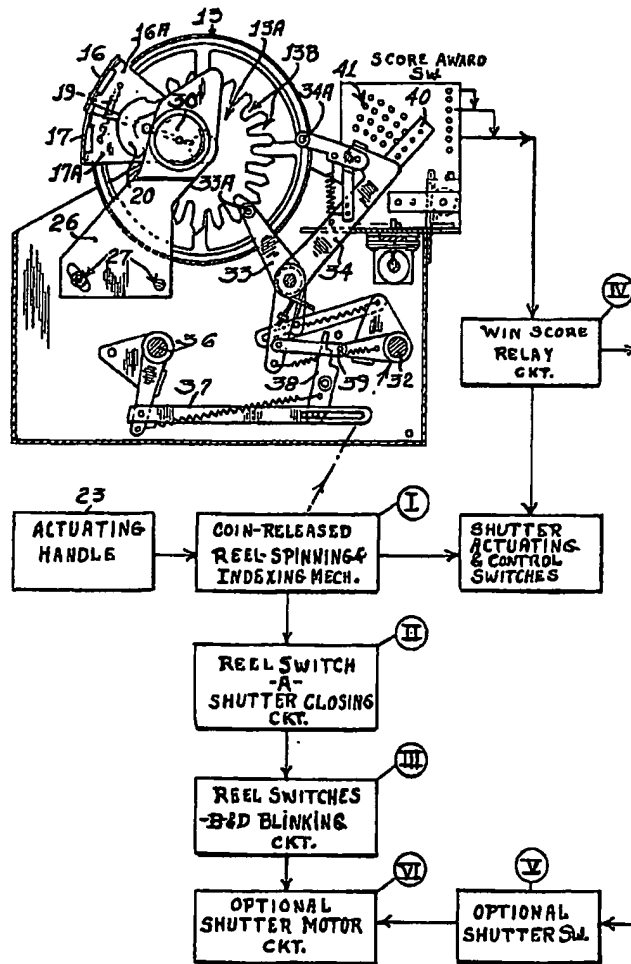 13
16
16A
13A
13B
SCORE AWARD
SW
19
30
34A
41
40
17
17A
20
33A
26
33
34
27
IV
36
WIN SCORE
RELAY
CKT.
38
39
32
37
23
I
ACTUATING
HANDLE
COIN-RELEASED
REEL-SPINNING &
INDEXING MECH.
SHUTTER
ACTUATING
& CONTROL
SWITCHES
II
REEL SWITCH
-A-
SHUTTER CLOSING
CKT.
III
REEL SWITCHES
-B&D BLINKING
CKT.
VI
V
OPTIONAL
SHUTTER MOTOR
CKT.
OPTIONAL
SHUTTER SW.